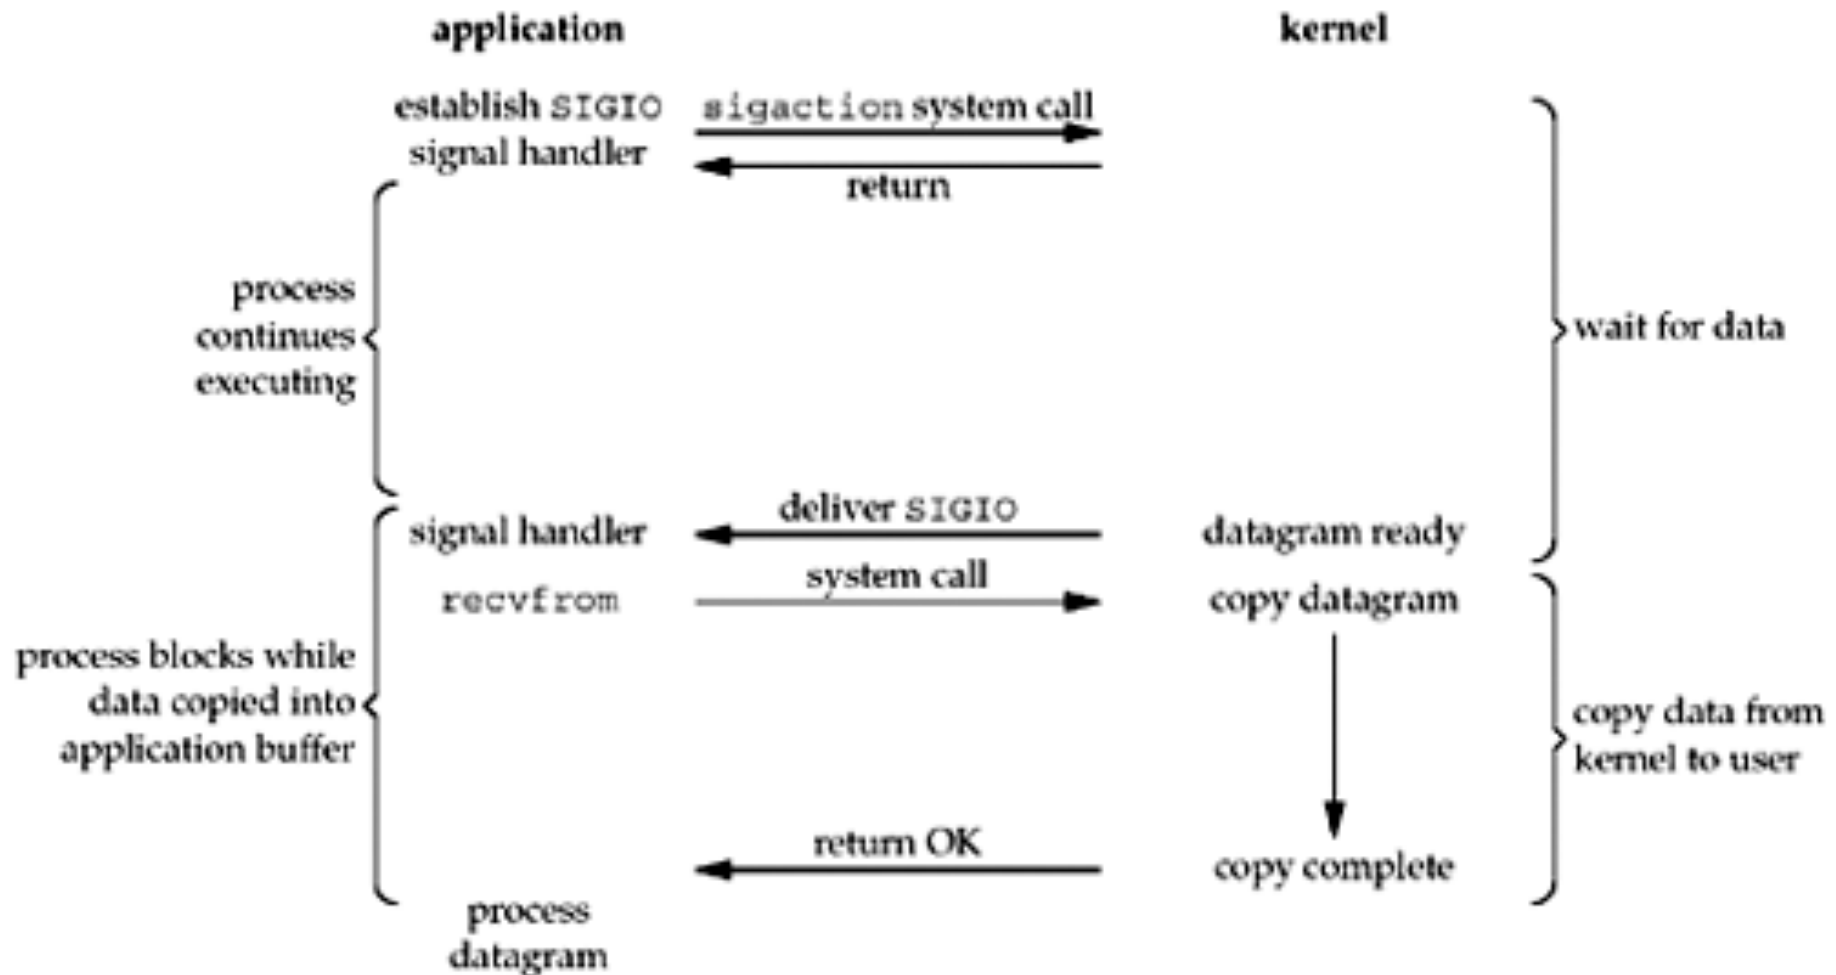 application
kernel
establish SIGIO
signal handler
sigaction system call
return
process
continues
executing
wait for data
deliver SIGIO
signal handler
datagram ready
system call
recvfrom
copy datagram
process blocks while
data copied into
application buffer
copy data from
kernel to user
return OK
copy complete
process
datagram